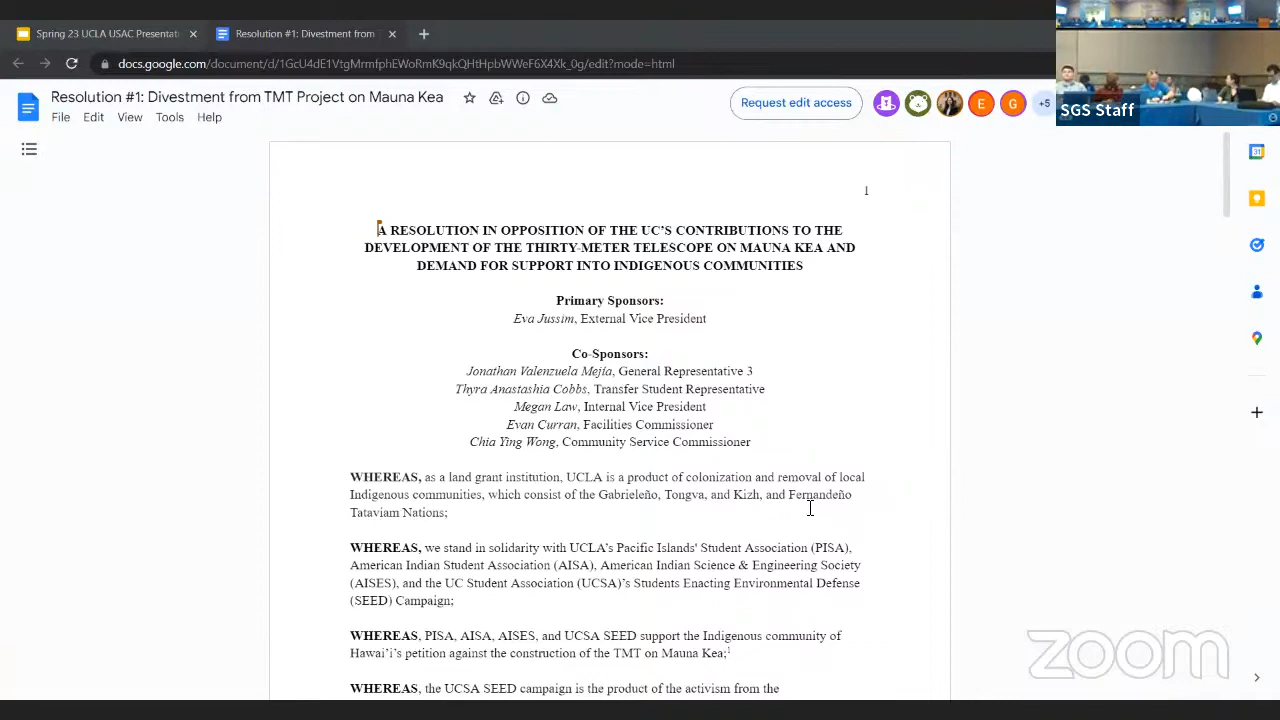 Spring 23 UCLA USAC Presentat
Resolution #1: Divestment from
docs.google.com/document/d/1GcU4dE1VtgMrmfphEWoRmK9qkQHtHpbWWeF6X4Xk_0g/edit?mode=html
SGS Staff
Resolution #1: Divestment from TMT Project on Mauna Kea
File Edit View Tools Help
Request edit access
E
G
+5
31
1
A RESOLUTION IN OPPOSITION OF THE UC'S CONTRIBUTIONS TO THE
DEVELOPMENT OF THE THIRTY-METER TELESCOPE ON MAUNA KEA AND
DEMAND FOR SUPPORT INTO INDIGENOUS COMMUNITIES
Primary Sponsors:
Eva Jussim, External Vice President
Co-Sponsors:
Jonathan Valenzuela Mejía, General Representative 3
Thyra Anastashia Cobbs, Transfer Student Representative
Megan Law, Internal Vice President
Evan Curran, Facilities Commissioner
Chia Ying Wong, Community Service Commissioner
WHEREAS, as a land grant institution, UCLA is a product of colonization and removal of local
Indigenous communities, which consist of the Gabrieleño, Tongva, and Kizh, and Fernandeño
Tataviam Nations;
WHEREAS, we stand in solidarity with UCLA's Pacific Islands' Student Association (PISA),
American Indian Student Association (AISA), American Indian Science & Engineering Society
(AISES), and the UC Student Association (UCSA)'s Students Enacting Environmental Defense
(SEED) Campaign;
WHEREAS, PISA, AISA, AISES, and UCSA SEED support the Indigenous community of
Hawai'i's petition against the construction of the TMT on Mauna Kea;1
WHEREAS, the UCSA SEED campaign is the product of the activism from the
zoom